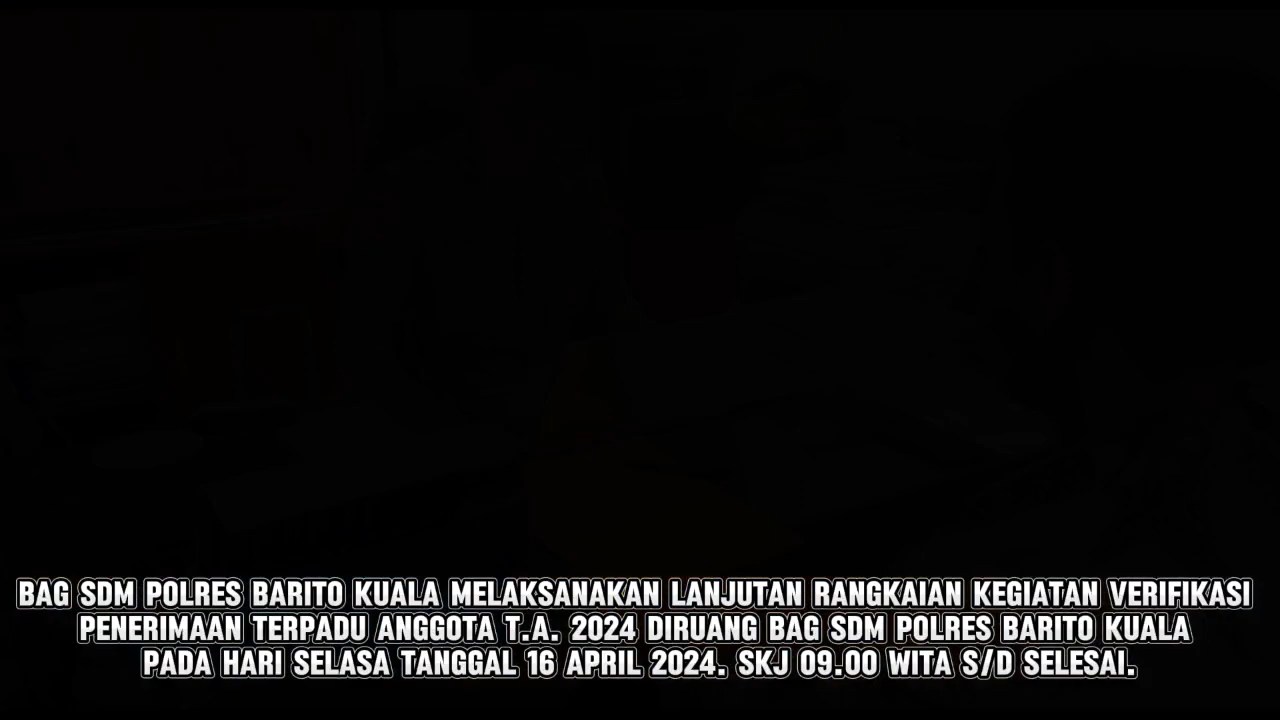 BAG SDM POLRES BARITO KUALA MELAKSANAKAN LANJUTAN RANGKAIAN KEGIATAN VERIFIKASI
PENERIMAAN TERPADU ANGGOTA T.A. 2024 DIRUANG BAG SDM POLRES BARITO KUALA
PADA HARI SELASA TANGGAL 16 APRIL 2024. SKJ 09.00 WITA S/D SELESAI.